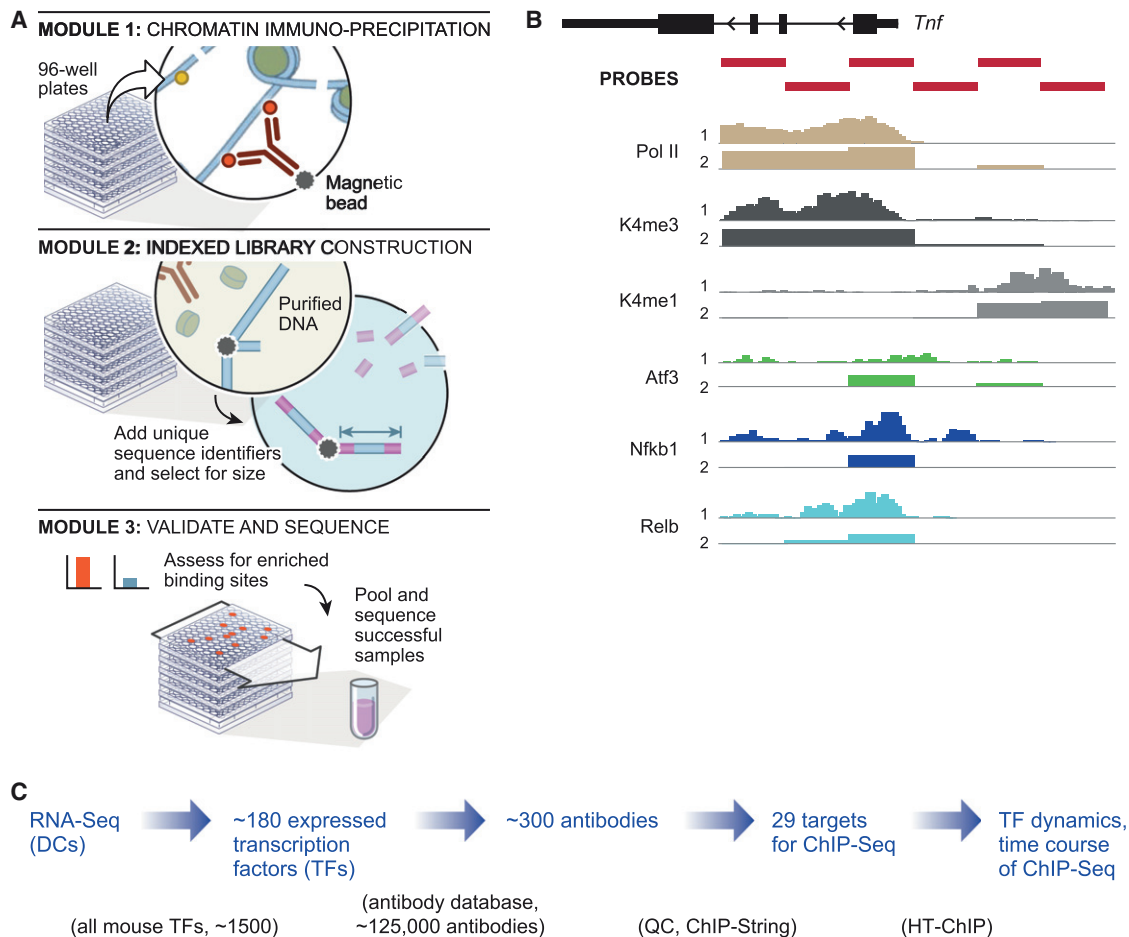 A
MODULE 1: CHROMATIN IMMUNO-PRECIPITATION
96-well
plates
Magnetic
bead
MODULE 2: INDEXED LIBRARY CONSTRUCTION
Purified
DNA
Add unique
sequence identifiers
and select for size
MODULE 3: VALIDATE AND SEQUENCE
Assess for enriched
binding sites
Pool and
sequence
successful
samples
B
Tnf
PROBES
Pol II
1
2
K4me3
1
2
K4me1
1
2
Atf3
1
2
Nfkb1
1
2
Relb
1
2
C
RNA-Seq
(DCs)
~180 expressed
transcription
factors (TFs)
~300 antibodies
29 targets
for ChIP-Seq
TF dynamics,
time course
of ChIP-Seq
(all mouse TFs, ~1500)
(antibody database,
~125,000 antibodies)
(QC, ChIP-String)
(HT-ChIP)